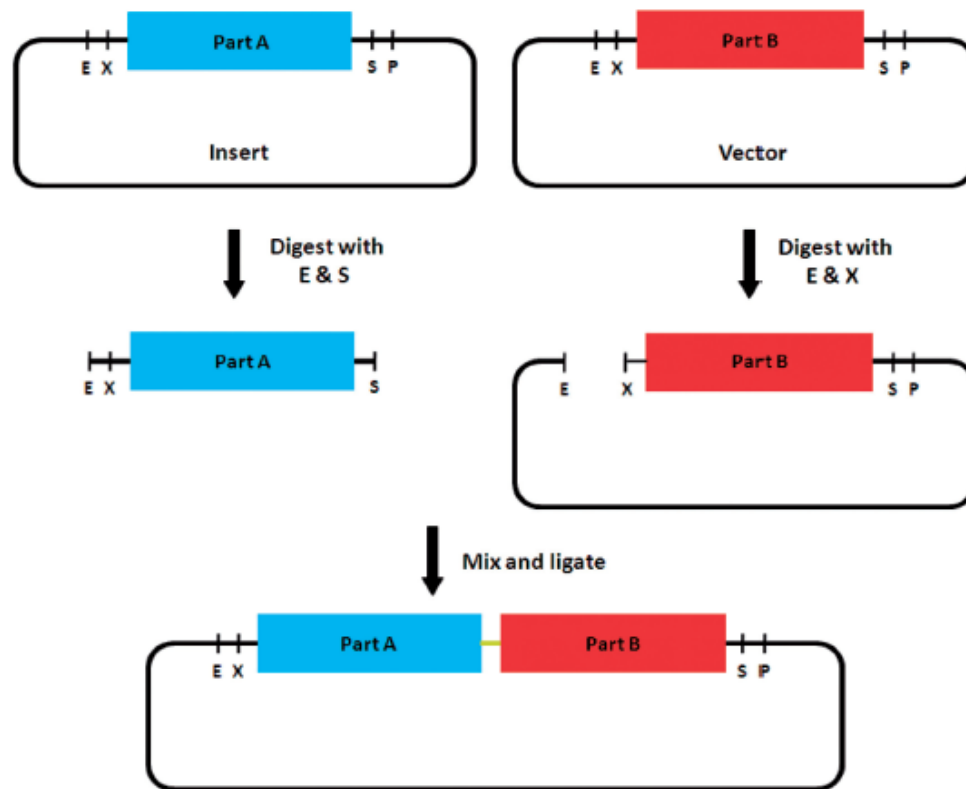 Part A
E X
S P
Insert
Part B
E X
S P
Vector
Digest with
E & S
Digest with
E & X
Part A
E X
S
Part B
E
X
S P
Mix and ligate
Part A
Part B
E X
S P